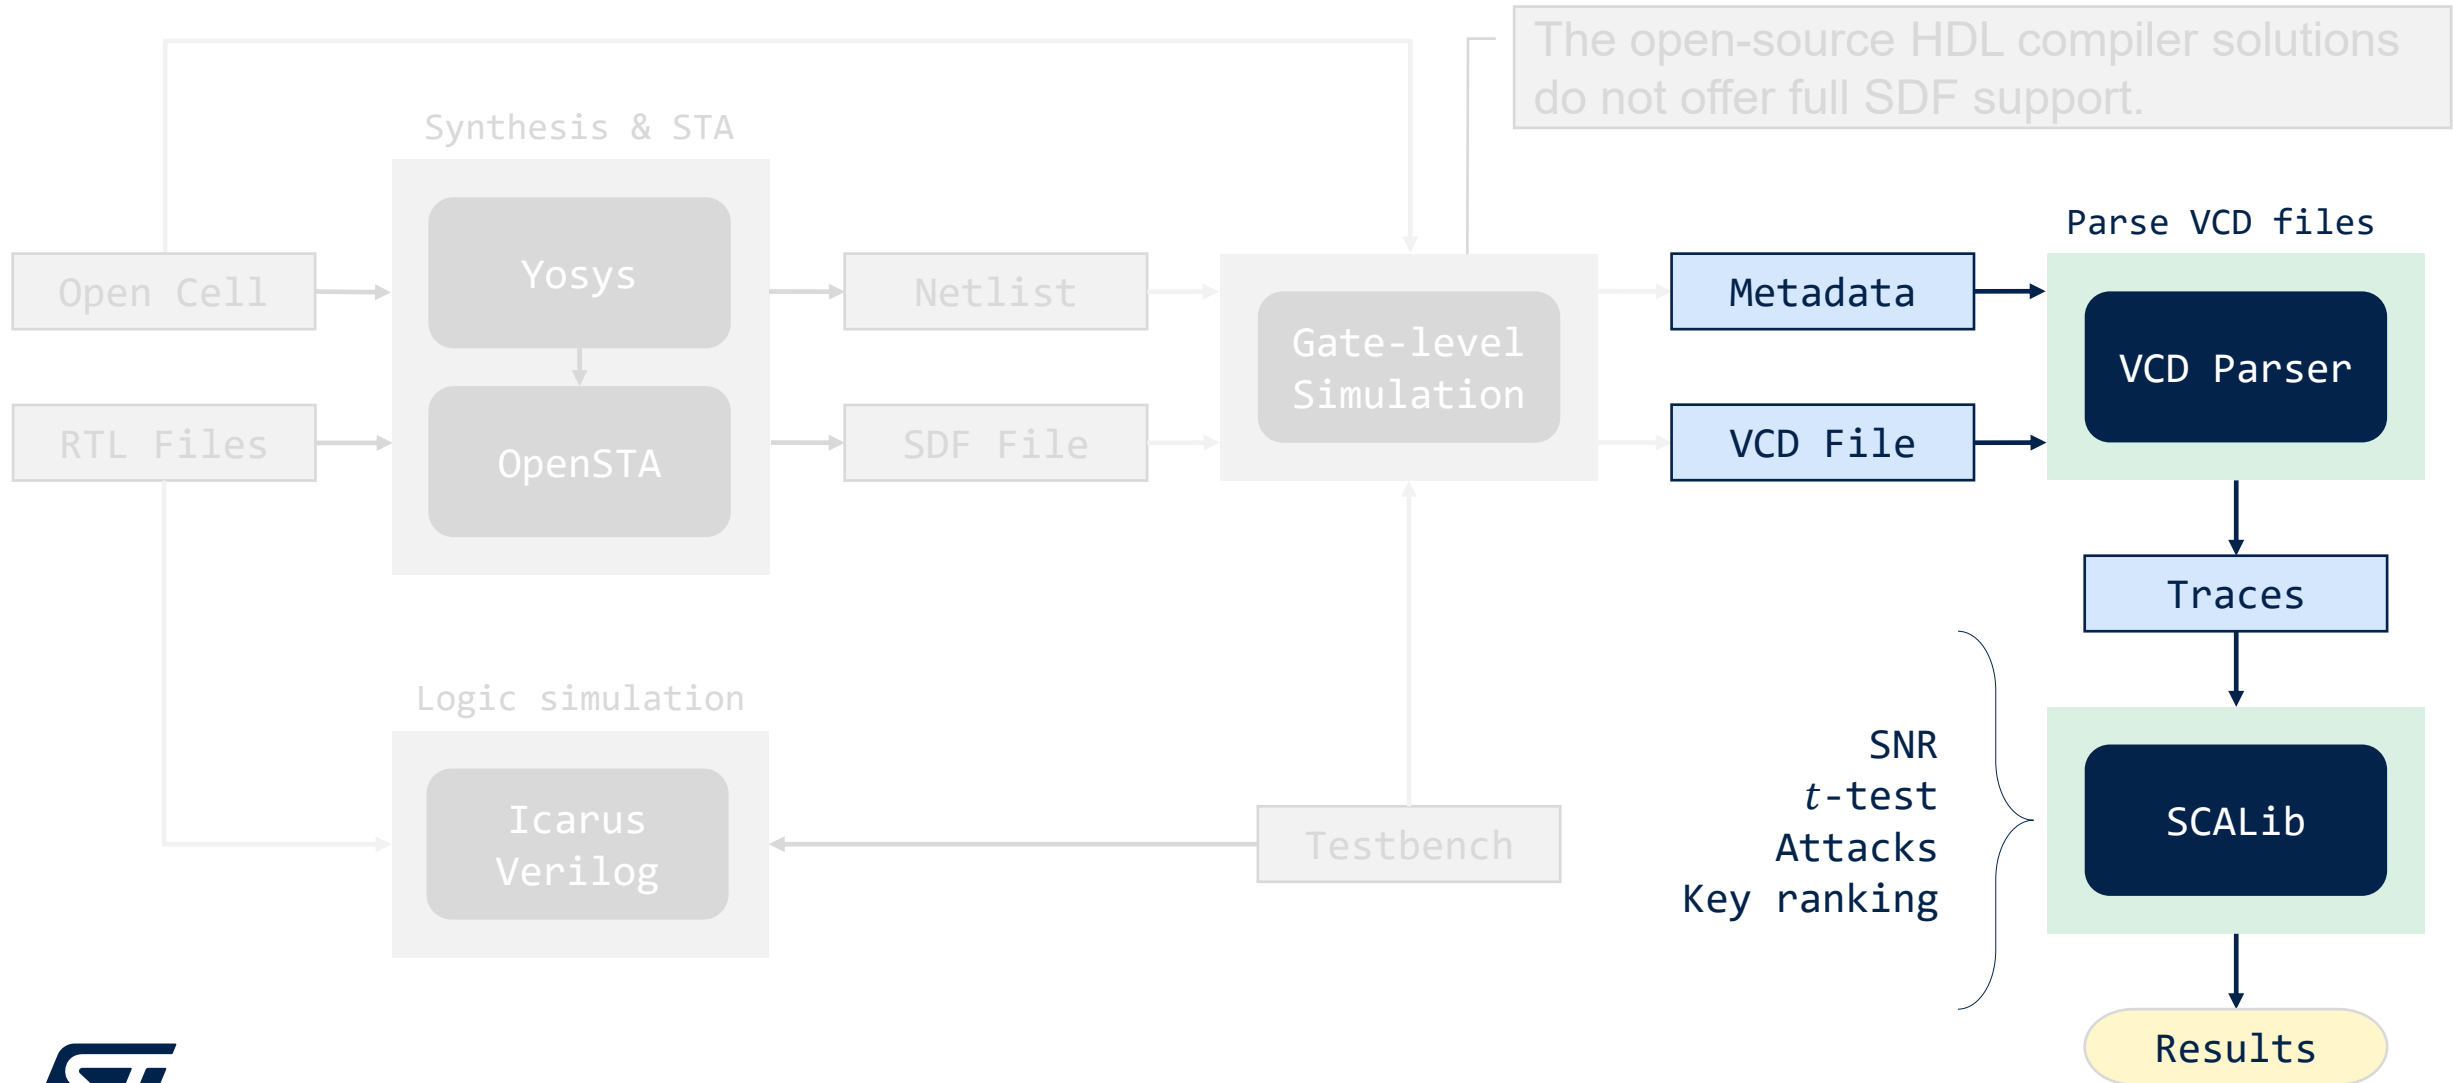 The open-source HDL compiler solutions
do not offer full SDF support.
Synthesis & STA
Parse VCD files
Open Cell
Yosys
Netlist
Gate-level
Simulation
Metadata
VCD Parser
RTL Files
OpenSTA
SDF File
VCD File
Traces
Logic simulation
Icarus
Verilog
Testbench
SNR
t-test
Attacks
Key ranking
SCALib
Results